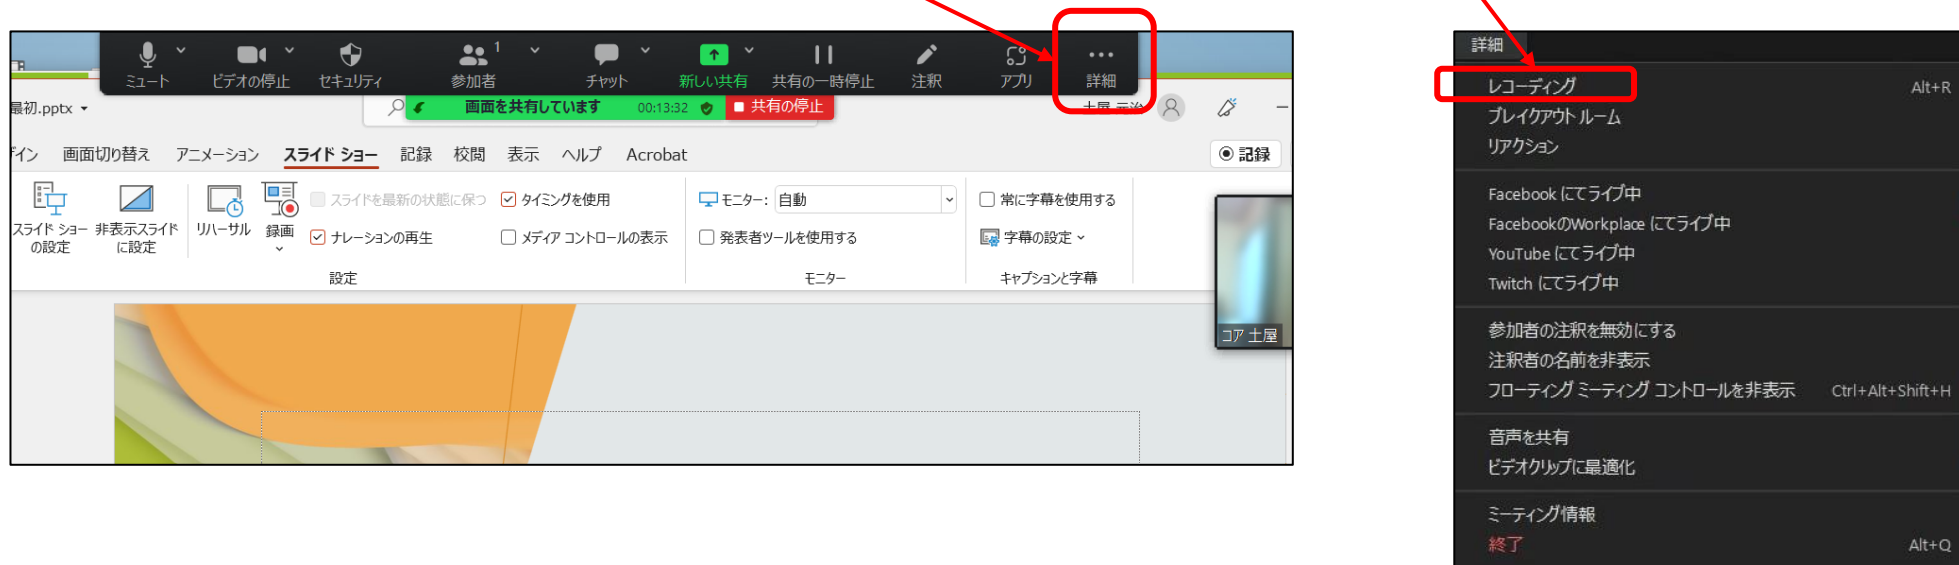 ミュート ビデオの停止 セキュリティ 参加者 1 チャット 新しい共有 共有の一時停止 注釈 アプリ 詳細
最初.pptx 画面を共有しています 00:13:32 共有の停止
画面切り替え アニメーション スライド ショー 記録 校閲 表示 ヘルプ Acrobat 記録
スライドを最新の状態に保つ タイミングを使用 モニター: 自動 常に字幕を使用する
スライド ショーの設定 非表示スライドに設定 リハーサル 録画 ナレーションの再生 メディア コントロールの表示 発表者ツールを使用する 字幕の設定
設定 モニター キャプションと字幕
コア 土屋
詳細
レコーディング Alt+R
ブレイクアウト ルーム
リアクション
Facebook にてライブ中
FacebookのWorkplace にてライブ中
YouTube にてライブ中
Twitch にてライブ中
参加者の注釈を無効にする
注釈者の名前を非表示
フローティング ミーティング コントロールを非表示 Ctrl+Alt+Shift+H
音声を共有
ビデオクリップに最適化
ミーティング情報
終了 Alt+Q